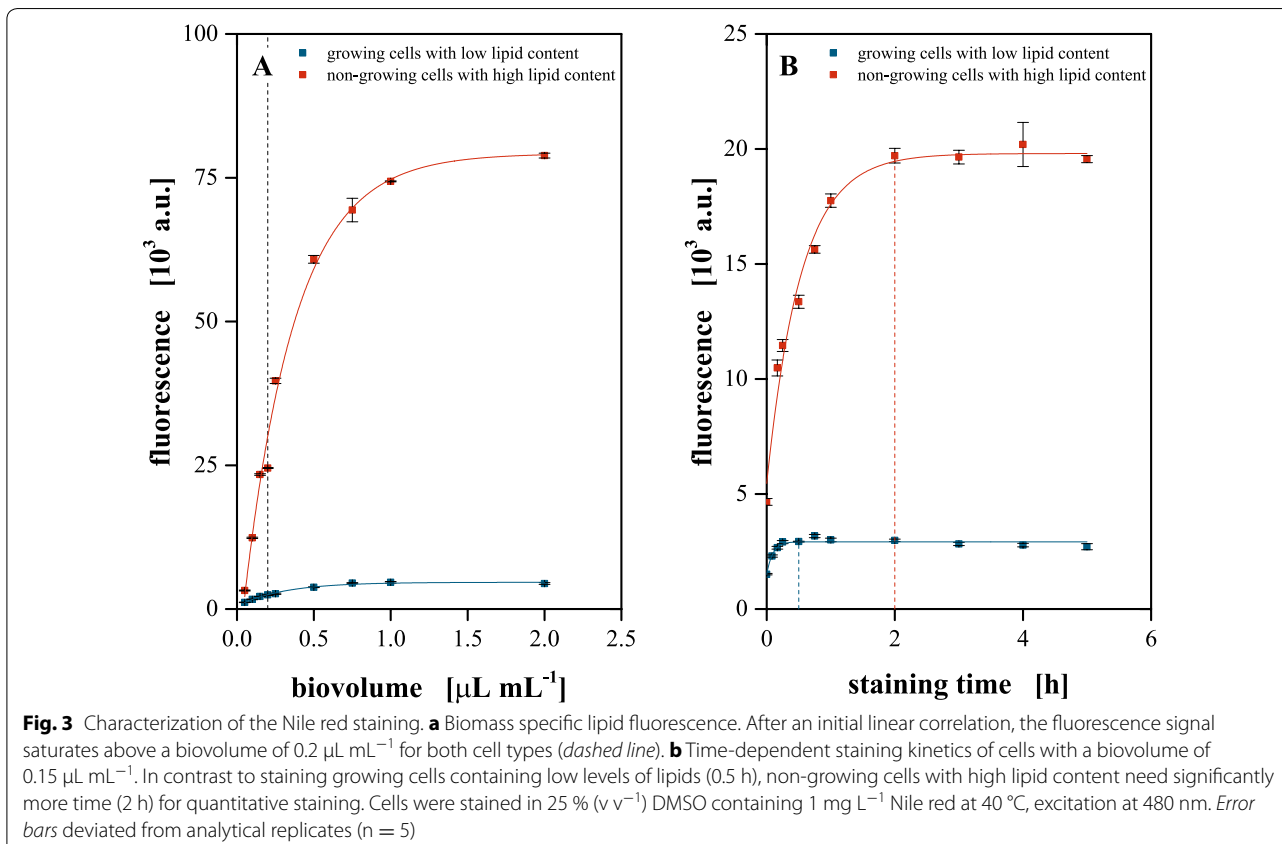 100
75
50
25
0
fluorescence [10³ a.u.]
A
growing cells with low lipid content
non-growing cells with high lipid content
0.0 0.5 1.0 1.5 2.0 2.5
biovolume [μL mL⁻¹]
25
20
15
10
5
0
fluorescence [10³ a.u.]
B
growing cells with low lipid content
non-growing cells with high lipid content
0 2 4 6
staining time [h]
Fig. 3 Characterization of the Nile red staining. a Biomass specific lipid fluorescence. After an initial linear correlation, the fluorescence signal
saturates above a biovolume of 0.2 μL mL⁻¹ for both cell types (dashed line). b Time-dependent staining kinetics of cells with a biovolume of
0.15 μL mL⁻¹. In contrast to staining growing cells containing low levels of lipids (0.5 h), non-growing cells with high lipid content need significantly
more time (2 h) for quantitative staining. Cells were stained in 25 % (v v⁻¹) DMSO containing 1 mg L⁻¹ Nile red at 40 °C, excitation at 480 nm. Error
bars deviated from analytical replicates (n = 5)